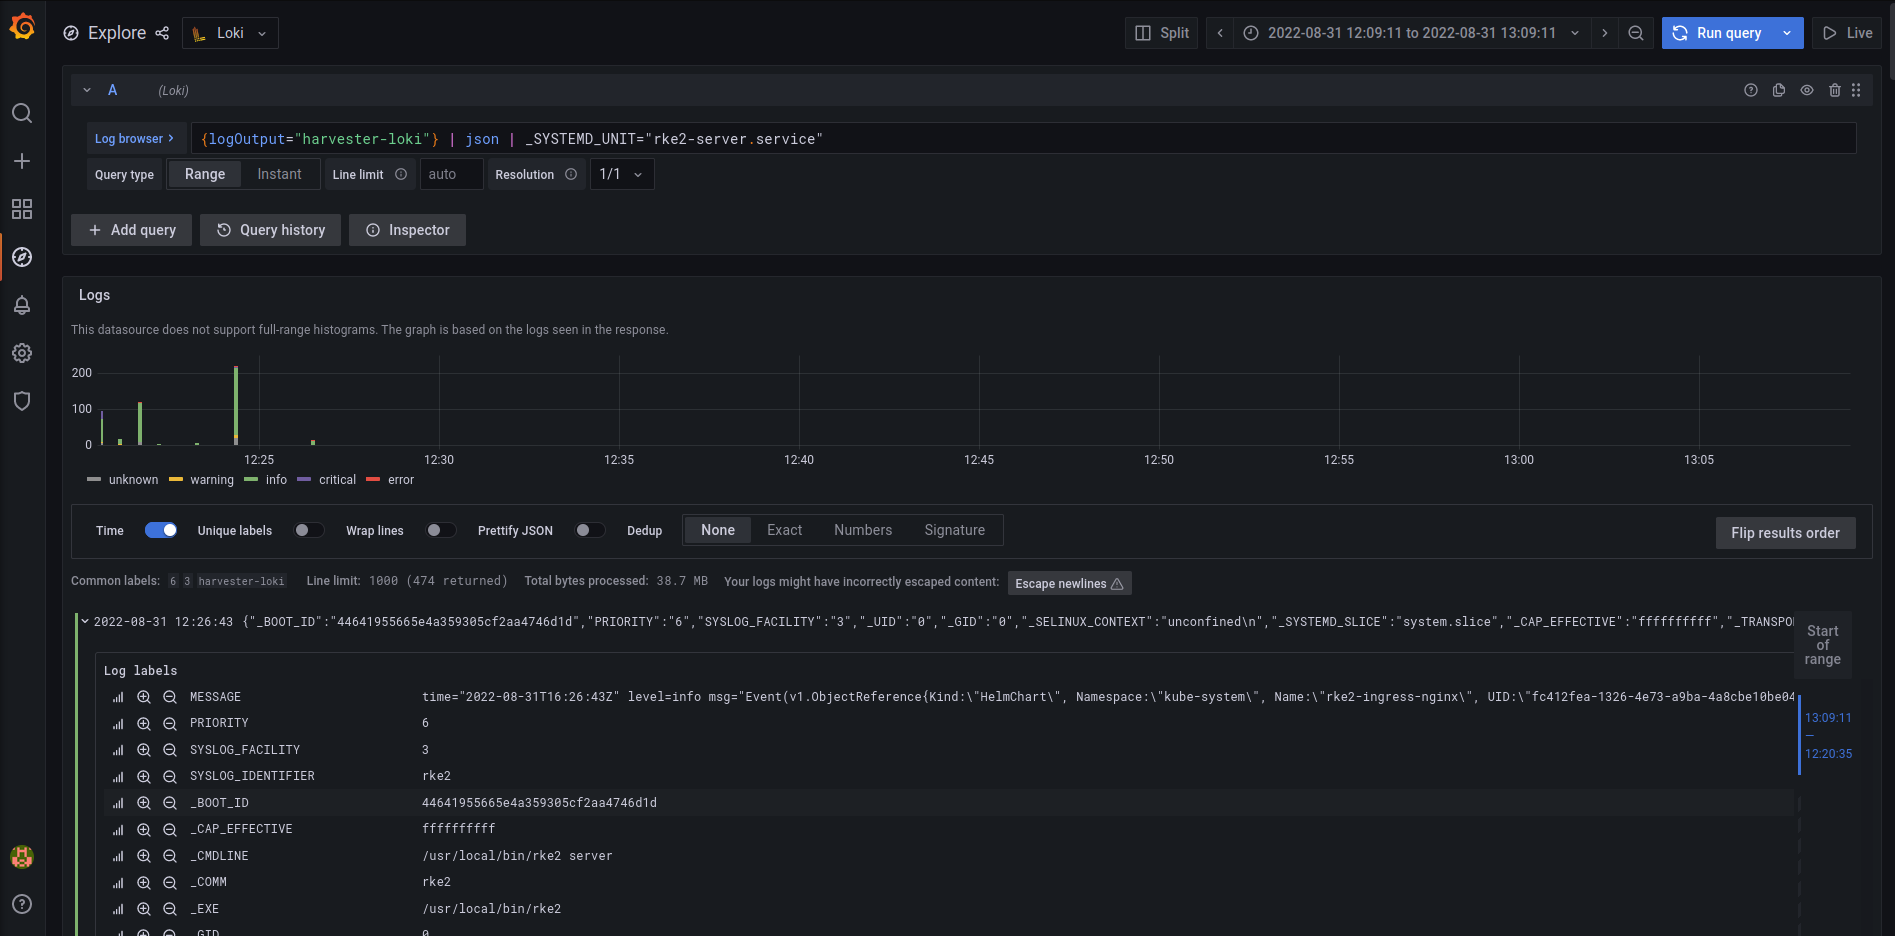 Explore Loki Split 2022-08-31 12:09:11 to 2022-08-31 13:09:11 Run query Live
A (Loki)
Log browser {logOutput="harvester-loki"} | json | _SYSTEMD_UNIT="rke2-server.service"
Query type Range Instant Line limit auto Resolution 1/1
Add query Query history Inspector
Logs
This datasource does not support full-range histograms. The graph is based on the logs seen in the response.
200
100
0
12:25 12:30 12:35 12:40 12:45 12:50 12:55 13:00 13:05
unknown warning info critical error
Time Unique labels Wrap lines Prettify JSON Dedup None Exact Numbers Signature Flip results order
Common labels: 6 3 harvester-loki Line limit: 1000 (474 returned) Total bytes processed: 38.7 MB Your logs might have incorrectly escaped content: Escape newlines
2022-08-31 12:26:43 {"_BOOT_ID":"44641955665e4a359305cf2aa4746d1d","PRIORITY":"6","SYSLOG_FACILITY":"3","_UID":"0","_GID":"0","_SELINUX_CONTEXT":"unconfined\n","_SYSTEMD_SLICE":"system.slice","_CAP_EFFECTIVE":"ffffffffff","_TRANSPO
Start
of
range
Log labels
MESSAGE time="2022-08-31T16:26:43Z" level=info msg="Event(v1.ObjectReference{Kind:\"HelmChart\", Namespace:\"kube-system\", Name:\"rke2-ingress-nginx\", UID:\"fc412fea-1326-4e73-a9ba-4a8cbe10be04
13:09:11
—
12:20:35
PRIORITY 6
SYSLOG_FACILITY 3
SYSLOG_IDENTIFIER rke2
_BOOT_ID 44641955665e4a359305cf2aa4746d1d
_CAP_EFFECTIVE ffffffffff
_CMDLINE /usr/local/bin/rke2 server
_COMM rke2
_EXE /usr/local/bin/rke2
_GID 0